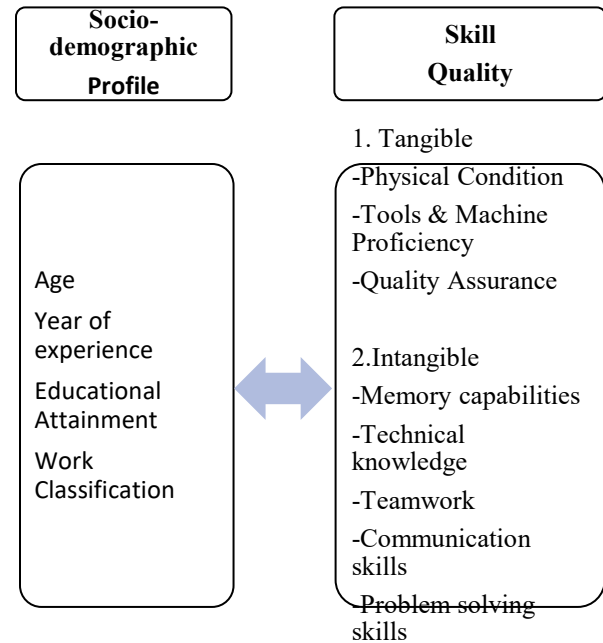 Socio-
demographic
Profile
Skill
Quality
Age
Year of
experience
Educational
Attainment
Work
Classification
1. Tangible
-Physical Condition
-Tools & Machine
Proficiency
-Quality Assurance
2.Intangible
-Memory capabilities
-Technical
knowledge
-Teamwork
-Communication
skills
-Problem solving
skills